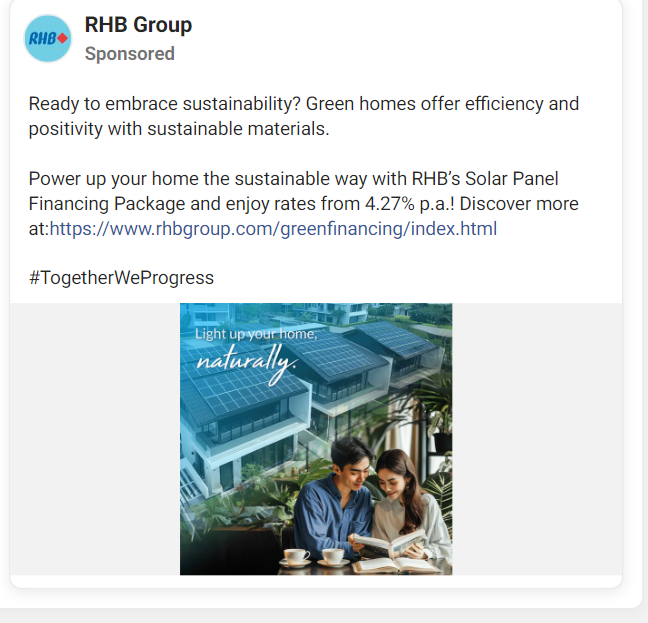 RHB
RHB Group
Sponsored
Ready to embrace sustainability? Green homes offer efficiency and
positivity with sustainable materials.
Power up your home the sustainable way with RHB’s Solar Panel
Financing Package and enjoy rates from 4.27% p.a.! Discover more
at:https://www.rhbgroup.com/greenfinancing/index.html
#TogetherWeProgress
Light up your home,
naturally.